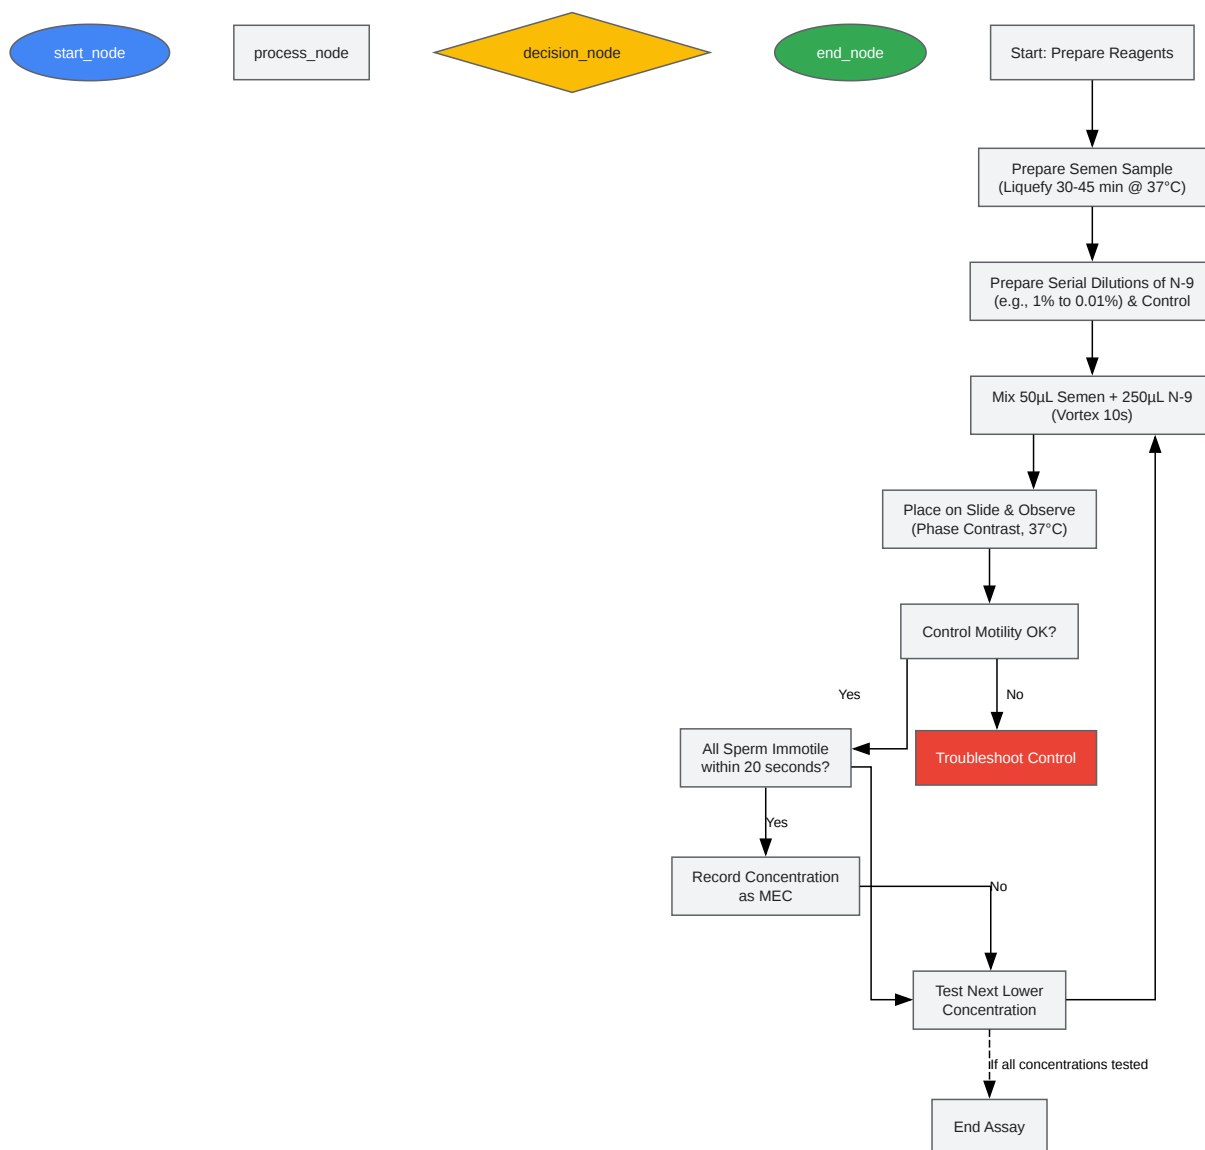 start_node
process_node
decision_node
end_node
Start: Prepare Reagents
Prepare Semen Sample
(Liquefy 30-45 min @ 37°C)
Prepare Serial Dilutions of N-9
(e.g., 1% to 0.01%) & Control
Mix 50µL Semen + 250µL N-9
(Vortex 10s)
Place on Slide & Observe
(Phase Contrast, 37°C)
Control Motility OK?
Yes
No
All Sperm Immotile
within 20 seconds?
Troubleshoot Control
Yes
Record Concentration
as MEC
No
Test Next Lower
Concentration
If all concentrations tested
End Assay